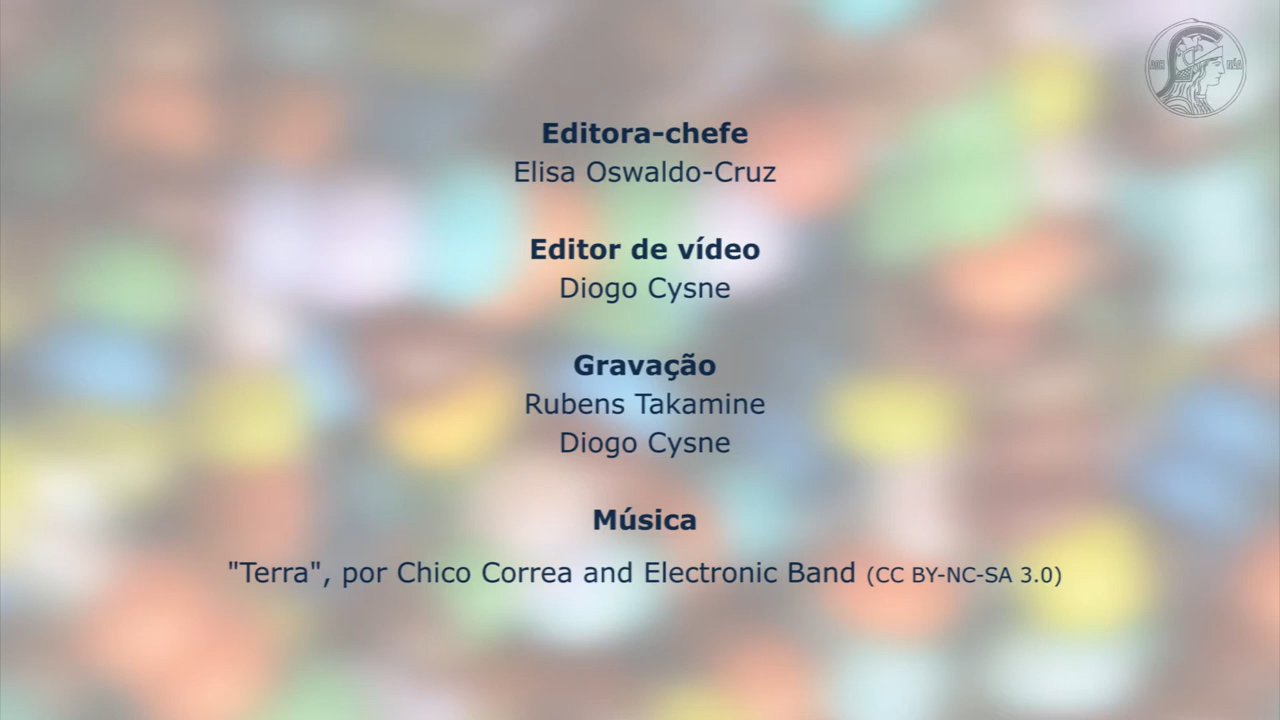 Editora-chefe
Elisa Oswaldo-Cruz
Editor de vídeo
Diogo Cysne
Gravação
Rubens Takamine
Diogo Cysne
Música
"Terra", por Chico Correa and Electronic Band (CC BY-NC-SA 3.0)